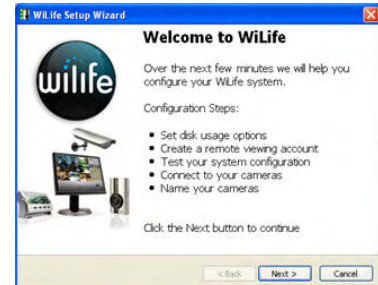 WiLife Setup Wizard
Welcome to WiLife
wilife
Over the next few minutes we will help you
configure your WiLife system.
Configuration Steps:
• Set disk usage options
• Create a remote viewing account
• Test your system configuration
• Connect to your cameras
• Name your cameras
Click the Next button to continue
< Back
Next >
Cancel